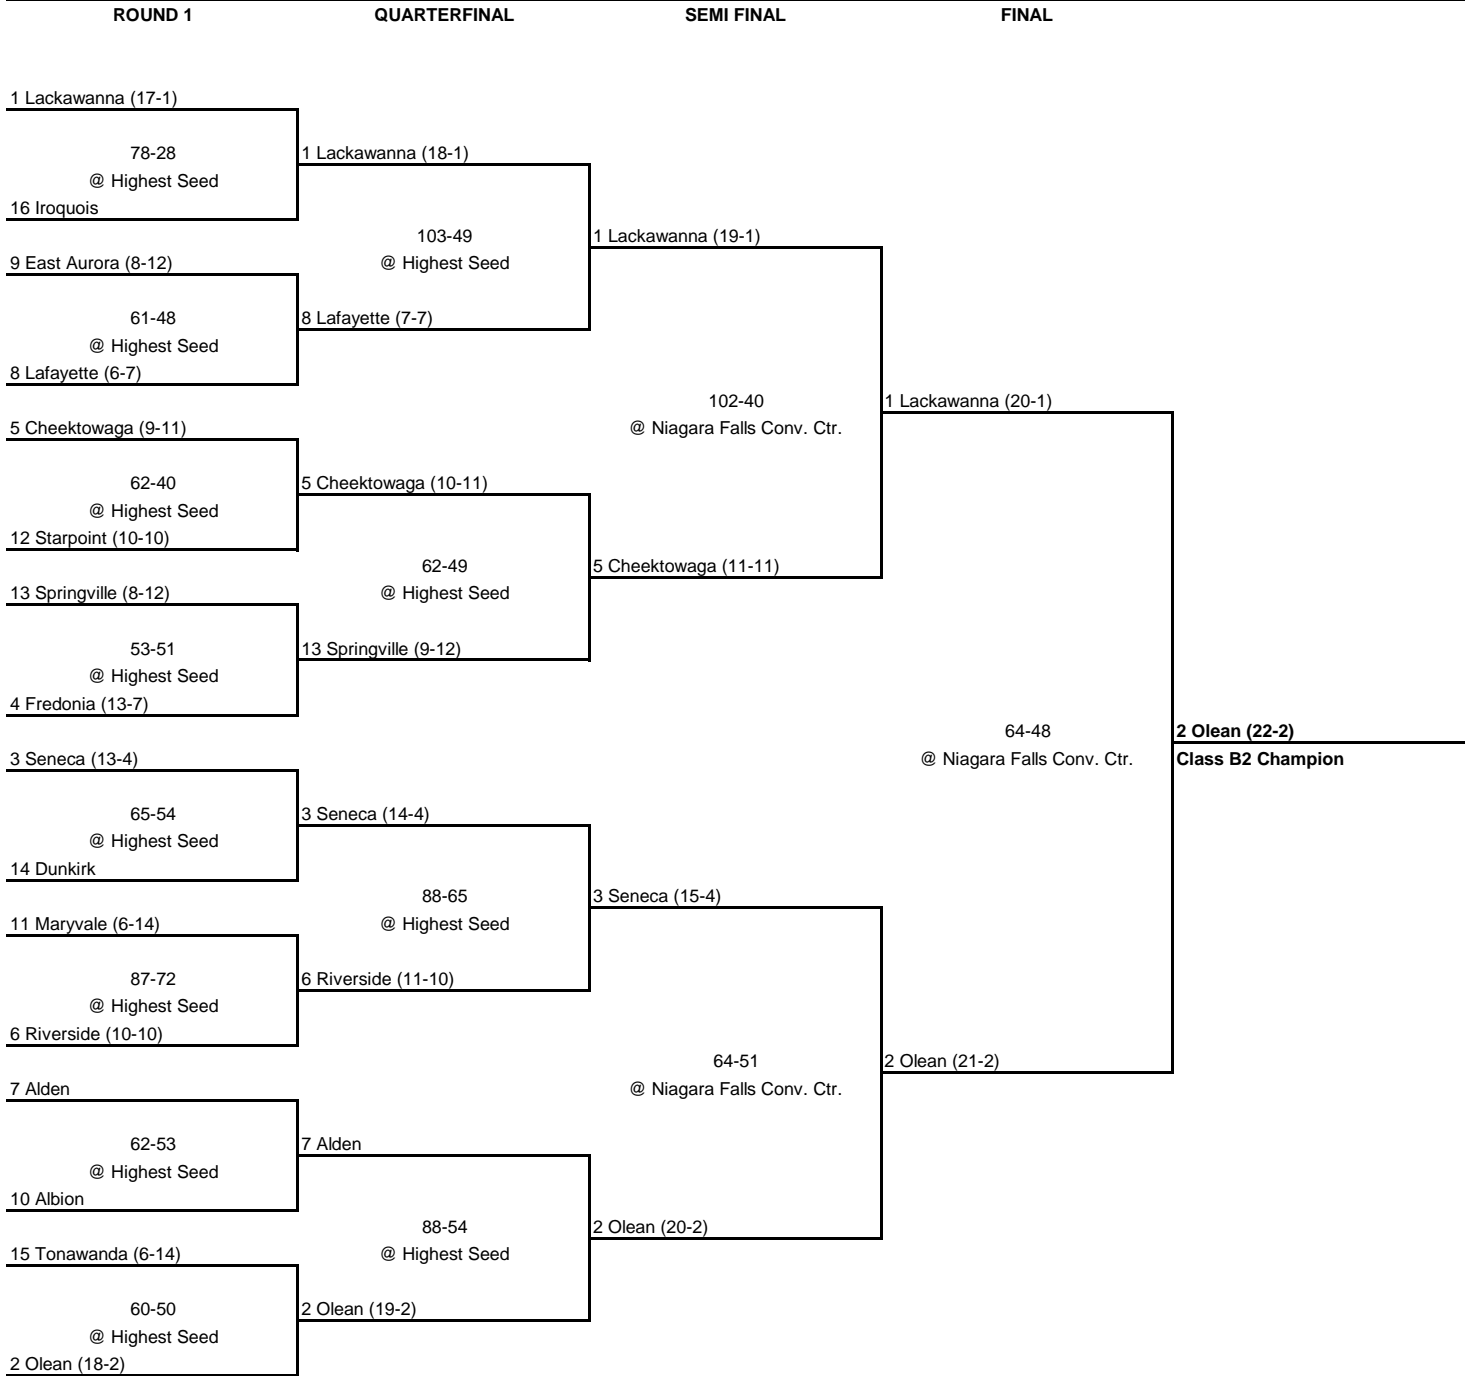 ROUND 1
QUARTERFINAL
SEMI FINAL
FINAL
1 Lackawanna (17-1)
78-28
@ Highest Seed
16 Iroquois
9 East Aurora (8-12)
61-48
@ Highest Seed
8 Lafayette (6-7)
5 Cheektowaga (9-11)
62-40
@ Highest Seed
12 Starpoint (10-10)
13 Springville (8-12)
53-51
@ Highest Seed
4 Fredonia (13-7)
3 Seneca (13-4)
65-54
@ Highest Seed
14 Dunkirk
11 Maryvale (6-14)
87-72
@ Highest Seed
6 Riverside (10-10)
7 Alden
62-53
@ Highest Seed
10 Albion
15 Tonawanda (6-14)
60-50
@ Highest Seed
2 Olean (18-2)
1 Lackawanna (18-1)
103-49
@ Highest Seed
8 Lafayette (7-7)
5 Cheektowaga (10-11)
62-49
@ Highest Seed
13 Springville (9-12)
3 Seneca (14-4)
88-65
@ Highest Seed
6 Riverside (11-10)
7 Alden
88-54
@ Highest Seed
2 Olean (19-2)
1 Lackawanna (19-1)
102-40
@ Niagara Falls Conv. Ctr.
5 Cheektowaga (11-11)
3 Seneca (15-4)
64-51
@ Niagara Falls Conv. Ctr.
2 Olean (20-2)
1 Lackawanna (20-1)
64-48
@ Niagara Falls Conv. Ctr.
2 Olean (21-2)
2 Olean (22-2)
Class B2 Champion